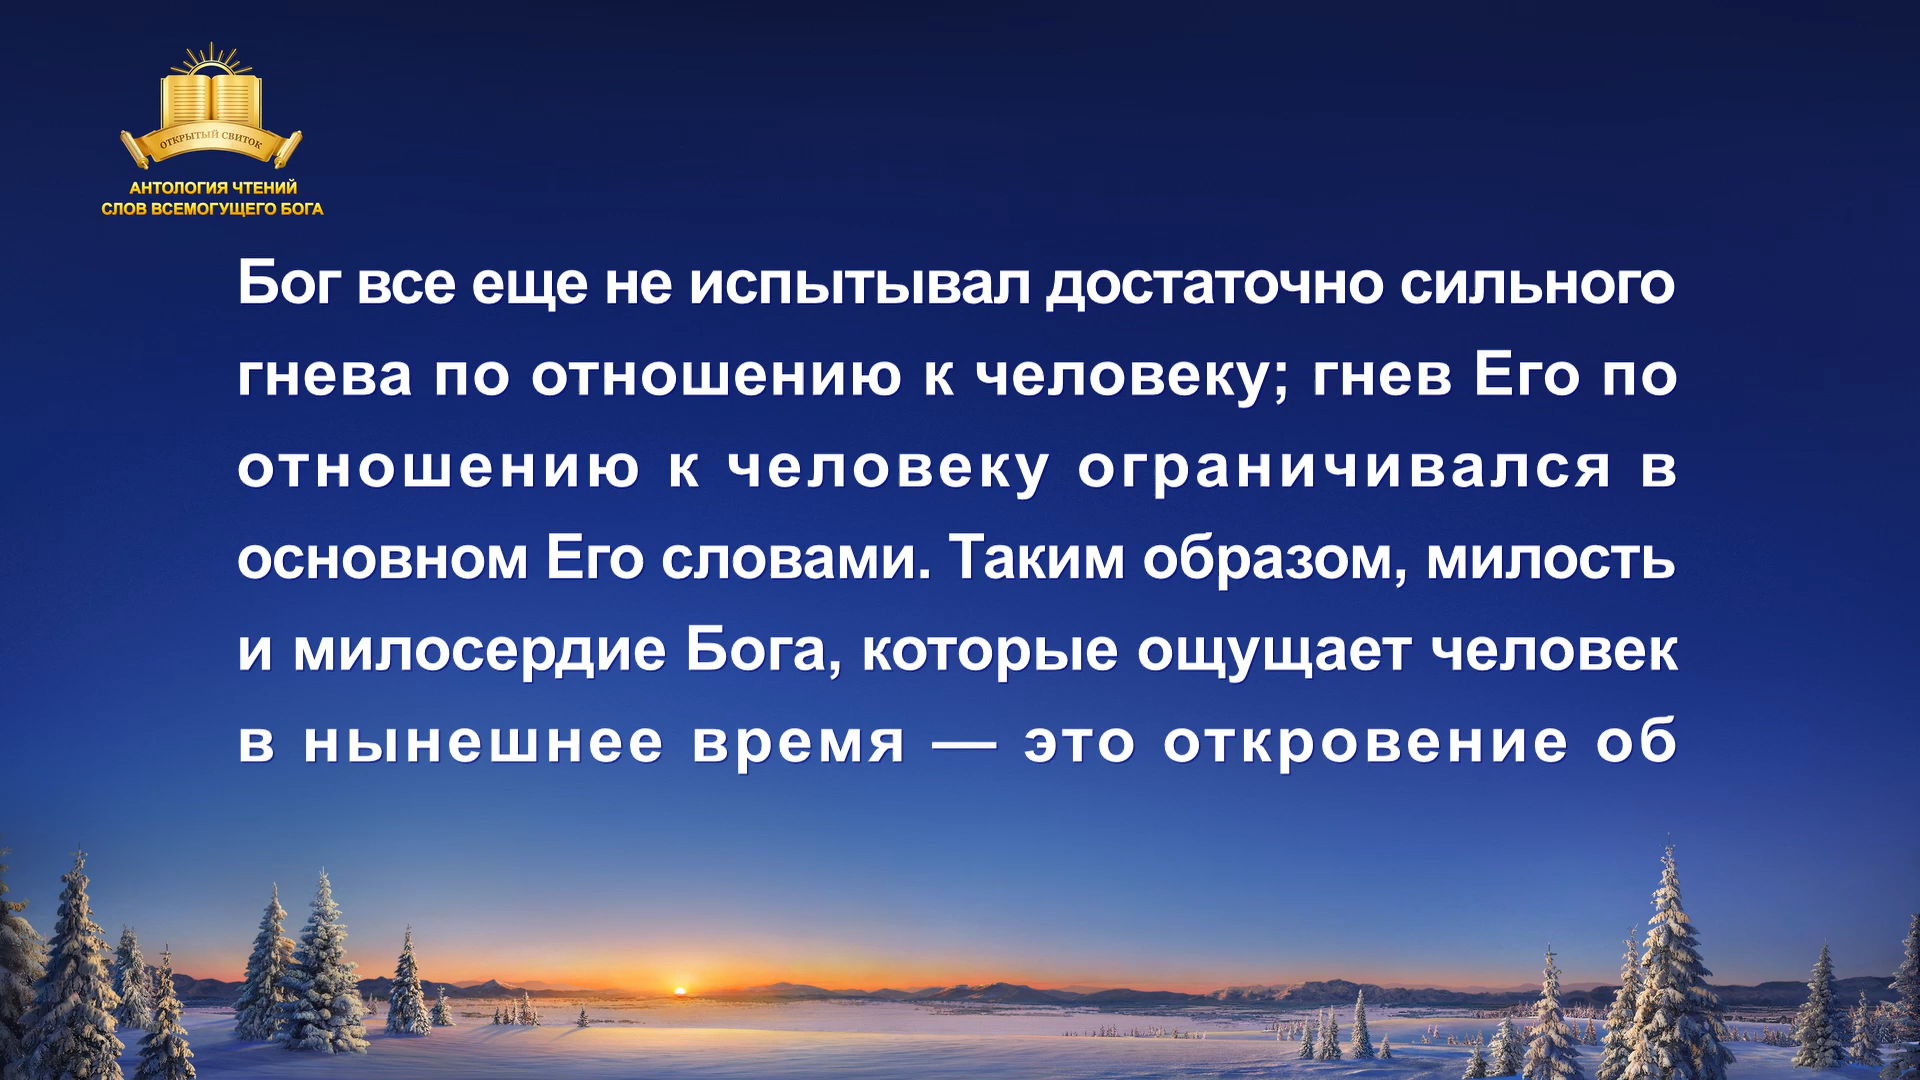 ОТКРЫТЫЙ СВИТОК
АНТОЛОГИЯ ЧТЕНИЙ
СЛОВ ВСЕМОГУЩЕГО БОГА
Бог все еще не испытывал достаточно сильного
гнева по отношению к человеку; гнев Его по
отношению к человеку ограничивался в
основном Его словами. Таким образом, милость
и милосердие Бога, которые ощущает человек
в нынешнее время — это откровение об